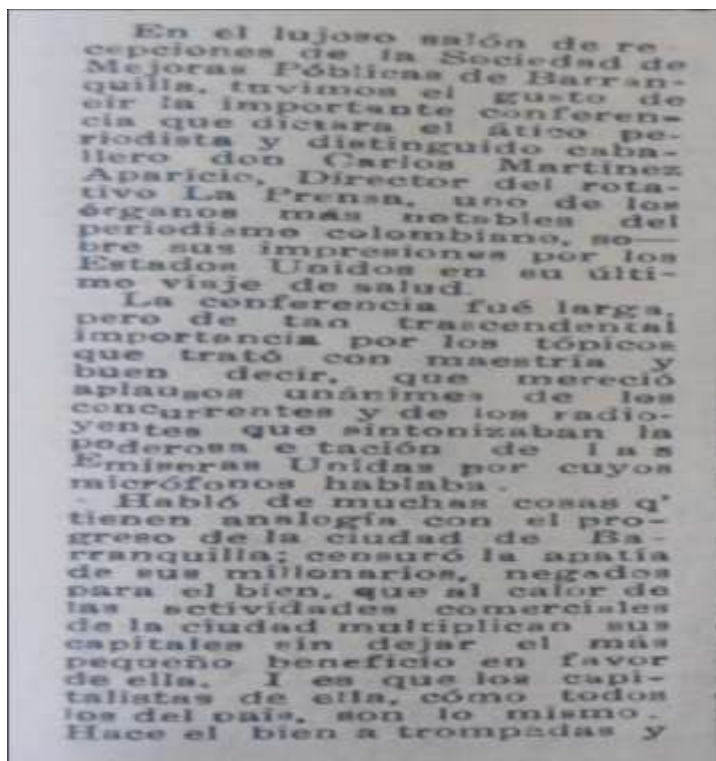 En el lujoso salón de re-
cepciones de la Sociedad de
Mejoras Públicas de Barran-
quilla, tuvimos el gusto de
oir la importante conferen-
cia que dictara el ático pe-
riodista y distinguido caba-
llero don Carlos Martínez
Aparicio, Director del rota-
tivo La Prensa, uno de los
órganos más notables del
periodismo colombiano, so—
bre sus impresiones por los
Estados Unidos en su últi-
mo viaje de salud.
La conferencia fué larga,
pero de tan trascendental
importancia por los tópicos
que trató con maestría y
buen decir, que mereció
aplausos unánimes de los
concurrentes y de los radio-
yentes que sintonizaban la
poderosa e tación de las
Emisoras Unidas por cuyos
micrófonos hablaba.
Habló de muchas cosas q'
tienen analogía con el pro-
greso de la ciudad de Ba-
rranquilla; censuró la apatía
de sus millonarios, negados
para el bien, que al calor de
las actividades comerciales
de la ciudad multiplican sus
capitales sin dejar el más
pequeño beneficio en favor
de ella. I es que los capi-
talistas de ella, cómo todos
los del país, son lo mismo.
Hace el bien a trompadas y